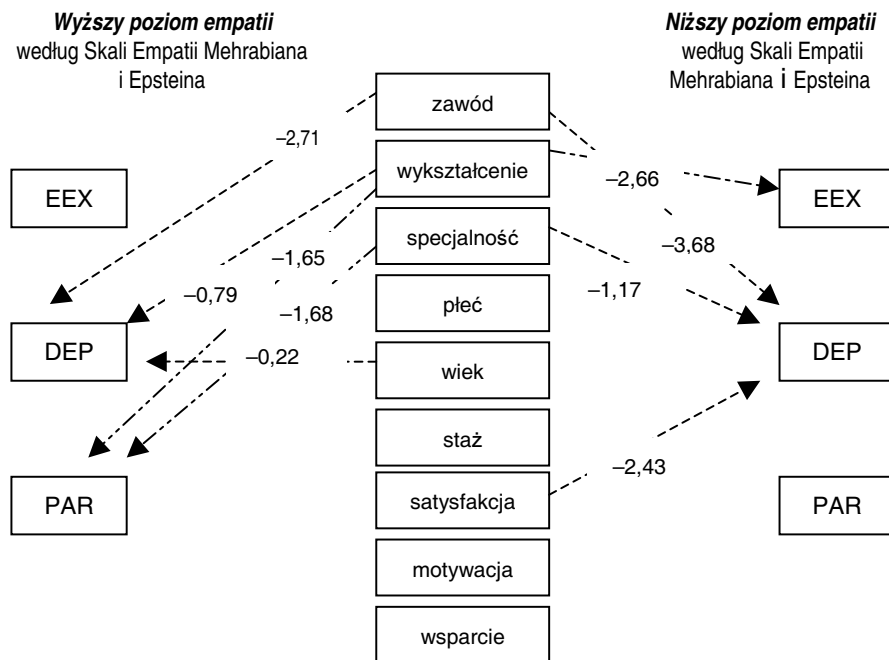 Wyższy poziom empatii
według Skali Empatii Mehrabiana
i Epsteina
Niższy poziom empatii
według Skali Empatii
Mehrabiana i Epsteina
zawód
–2,71
wykształcenie
–2,66
EEX
EEX
specjalność
–1,65
–3,68
–0,79
–1,17
płeć
–1,68
DEP
DEP
–0,22
wiek
staż
–2,43
PAR
satysfakcja
PAR
motywacja
wsparcie